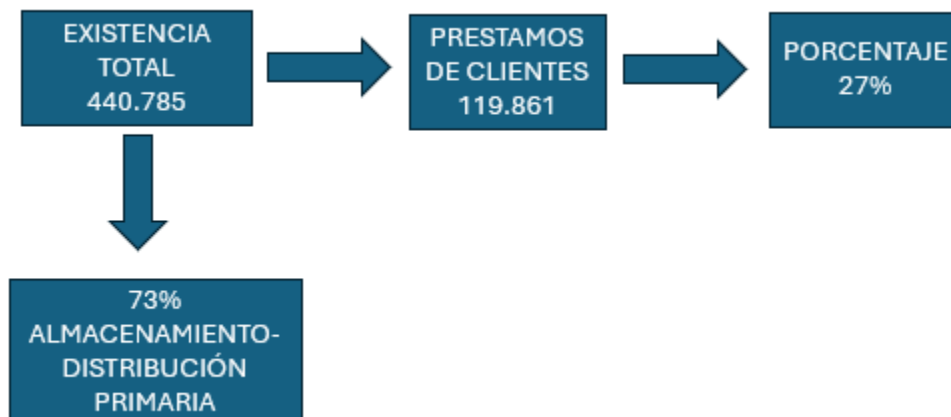 EXISTENCIA
TOTAL
440.785
PRESTAMOS
DE CLIENTES
119.861
PORCENTAJE
27%
73%
ALMACENAMIENTO-
DISTRIBUCIÓN
PRIMARIA